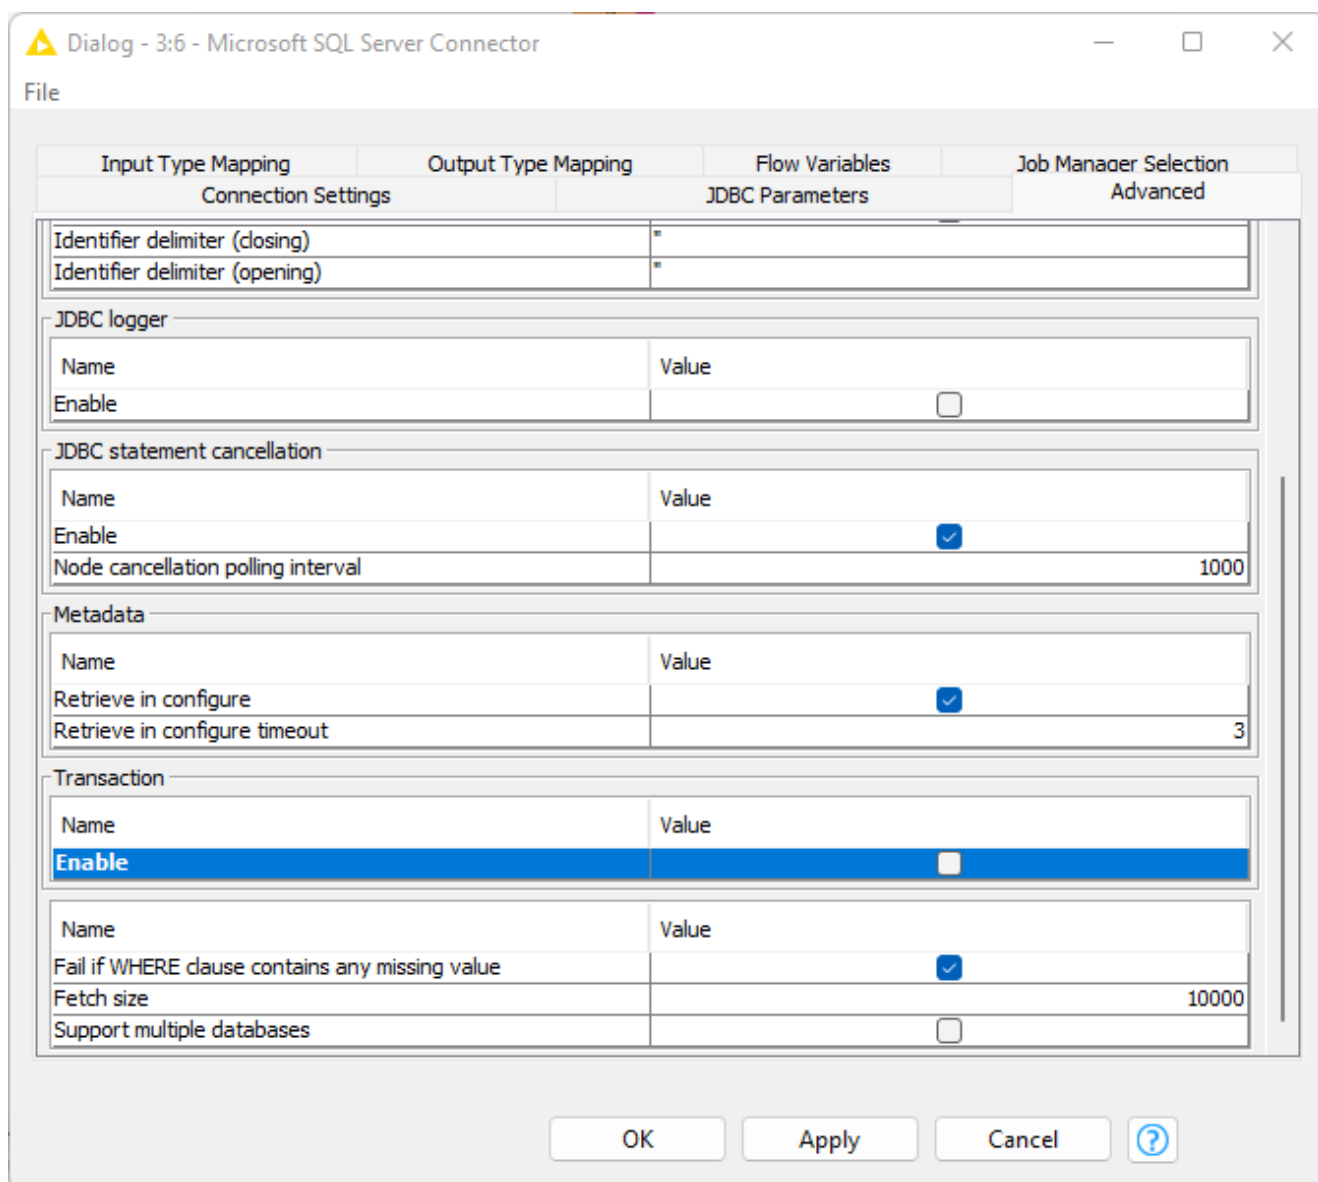 Dialog - 3:6 - Microsoft SQL Server Connector
File
Input Type Mapping Output Type Mapping Flow Variables Job Manager Selection
Connection Settings JDBC Parameters Advanced
Identifier delimiter (closing) "
Identifier delimiter (opening) "
JDBC logger
Name Value
Enable
JDBC statement cancellation
Name Value
Enable
Node cancellation polling interval 1000
Metadata
Name Value
Retrieve in configure
Retrieve in configure timeout 3
Transaction
Name Value
Enable
Name Value
Fail if WHERE clause contains any missing value
Fetch size 10000
Support multiple databases
OK Apply Cancel ?